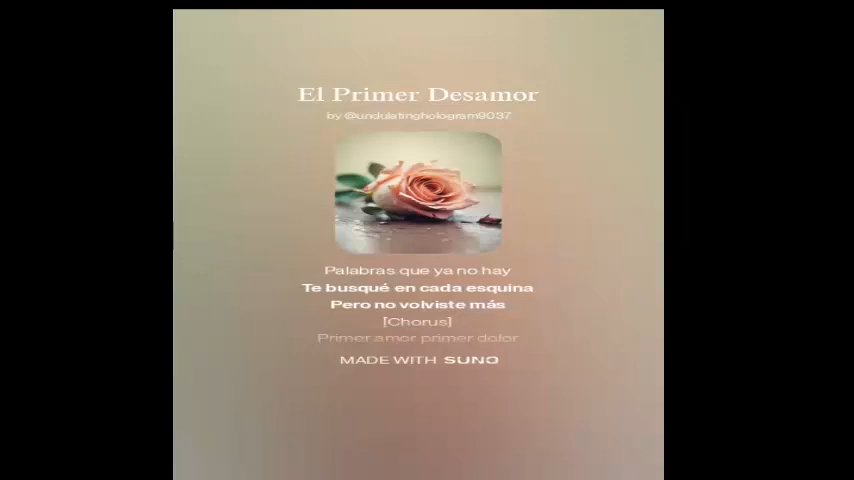 El Primer Desamor
by @undulatinghologram9037
Palabras que ya no hay
Te busqué en cada esquina
Pero no volviste más
[Chorus]
Primer amor primer dolor
MADE WITH SUNO